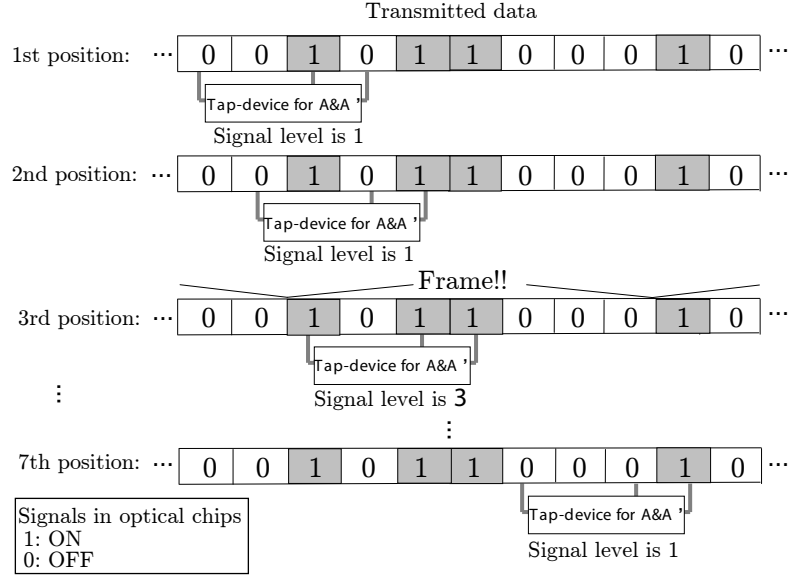 Transmitted data
1st position: ... 0 0 1 0 1 1 0 0 0 1 0 ...
Tap-device for A&A '
Signal level is 1
2nd position: ... 0 0 1 0 1 1 0 0 0 1 0 ...
Tap-device for A&A '
Signal level is 1
Frame!!
3rd position: ... 0 0 1 0 1 1 0 0 0 1 0 ...
Tap-device for A&A '
Signal level is 3
...
...
7th position: ... 0 0 1 0 1 1 0 0 0 1 0 ...
Tap-device for A&A '
Signal level is 1
Signals in optical chips
1: ON
0: OFF